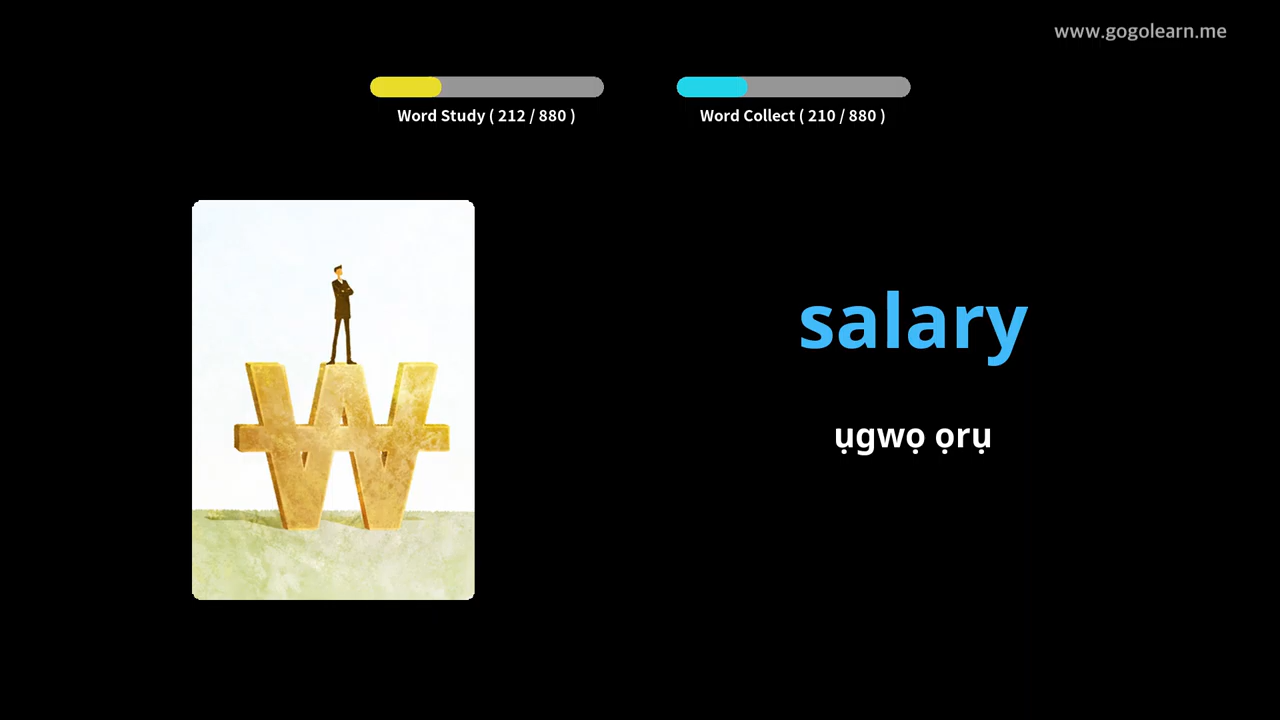 www.gogolearn.me
Word Study ( 212 / 880 )
Word Collect ( 210 / 880 )
salary
ụgwọ ọrụ